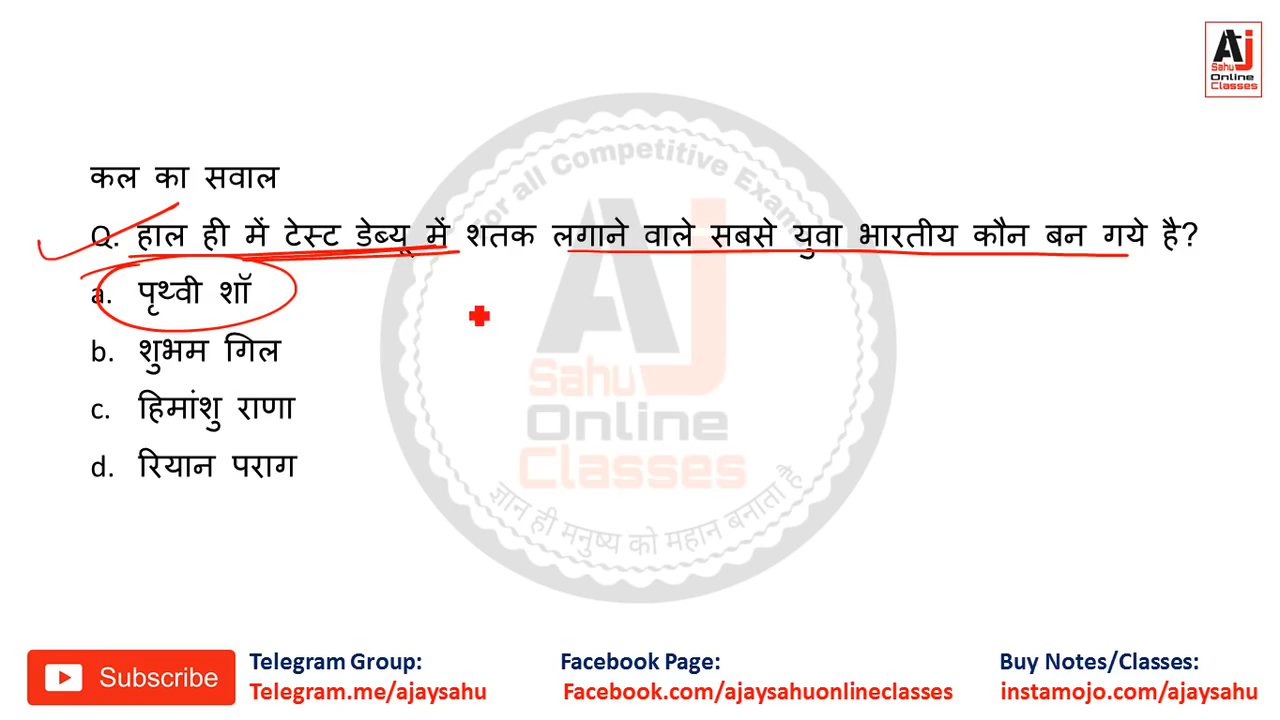 AJ
Sahu
Online
Classes
कल का सवाल
Q. हाल ही में टेस्ट डेब्यू में शतक लगाने वाले सबसे युवा भारतीय कौन बन गये है?
a. पृथ्वी शॉ
b. शुभम गिल
c. हिमांशु राणा
d. रियान पराग
For all Competitive Exams
AJ
Sahu
Online
Classes
ज्ञान ही मनुष्य को महान बनाता है
Subscribe
Telegram Group: Facebook Page: Buy Notes/Classes:
Telegram.me/ajaysahu Facebook.com/ajaysahuonlineclasses instamojo.com/ajaysahu